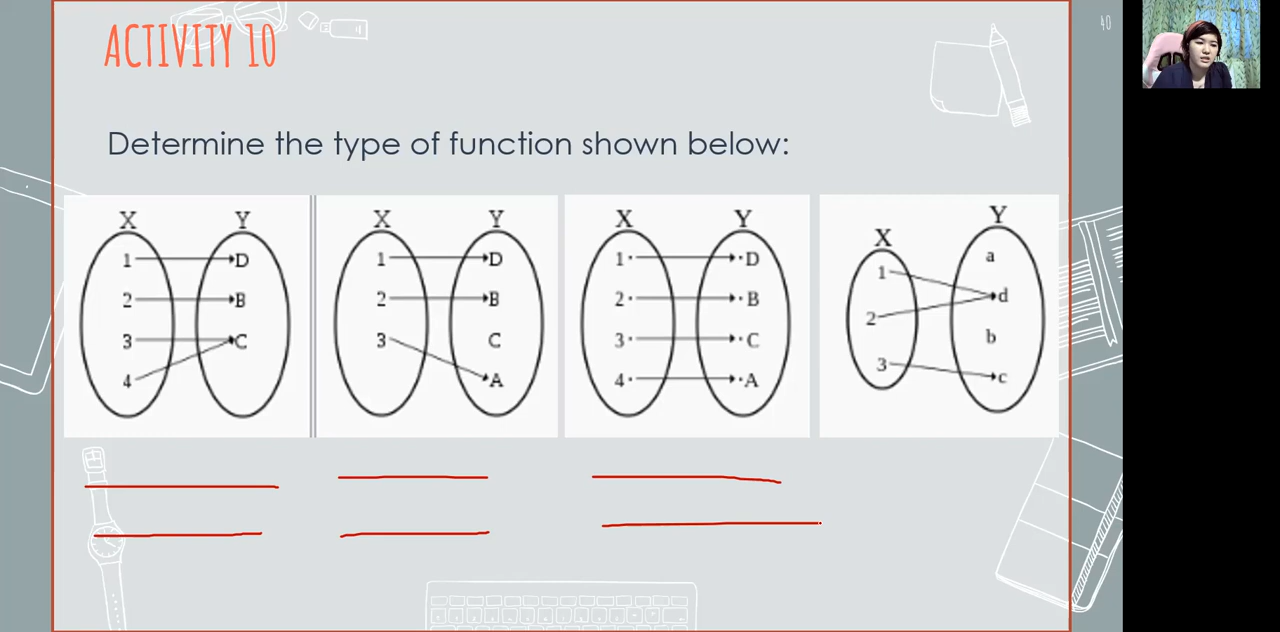 ACTIVITY 10
40
Determine the type of function shown below:
X Y
1 D
2 B
3 C
4
X Y
1 D
2 B
3 C
A
X Y
1 D
2 B
3 C
4 A
X Y
a
1 d
2 b
3 c